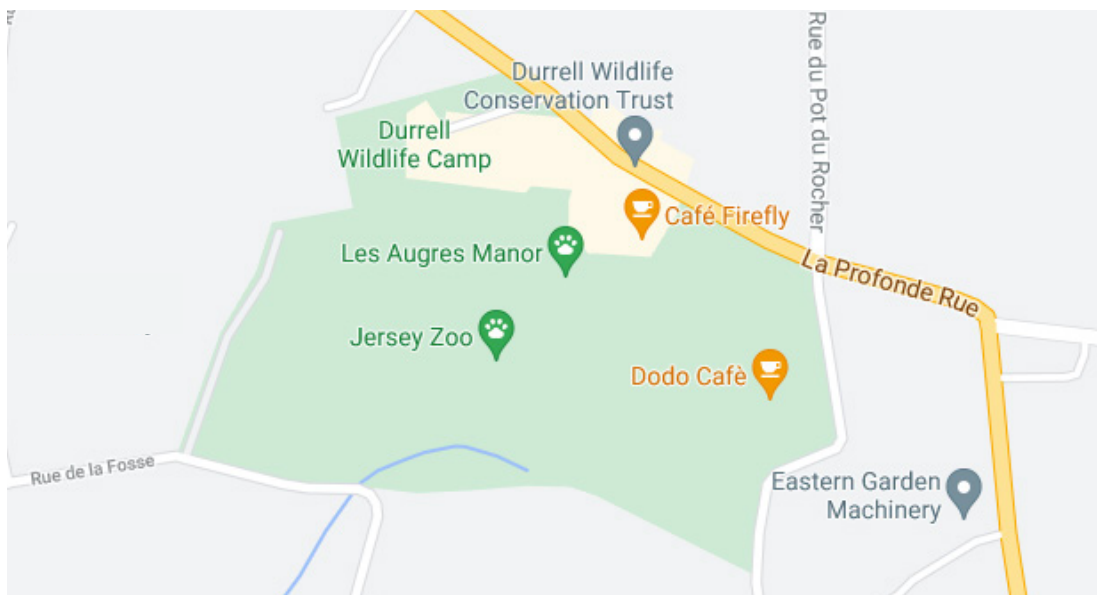 Durrell Wildlife
Conservation Trust
Rue du Pot du Rocher
Durrell
Wildlife Camp
Café Firefly
Les Augres Manor
La Profonde Rue
Jersey Zoo
Dodo Cafè
Rue de la Fosse
Eastern Garden
Machinery